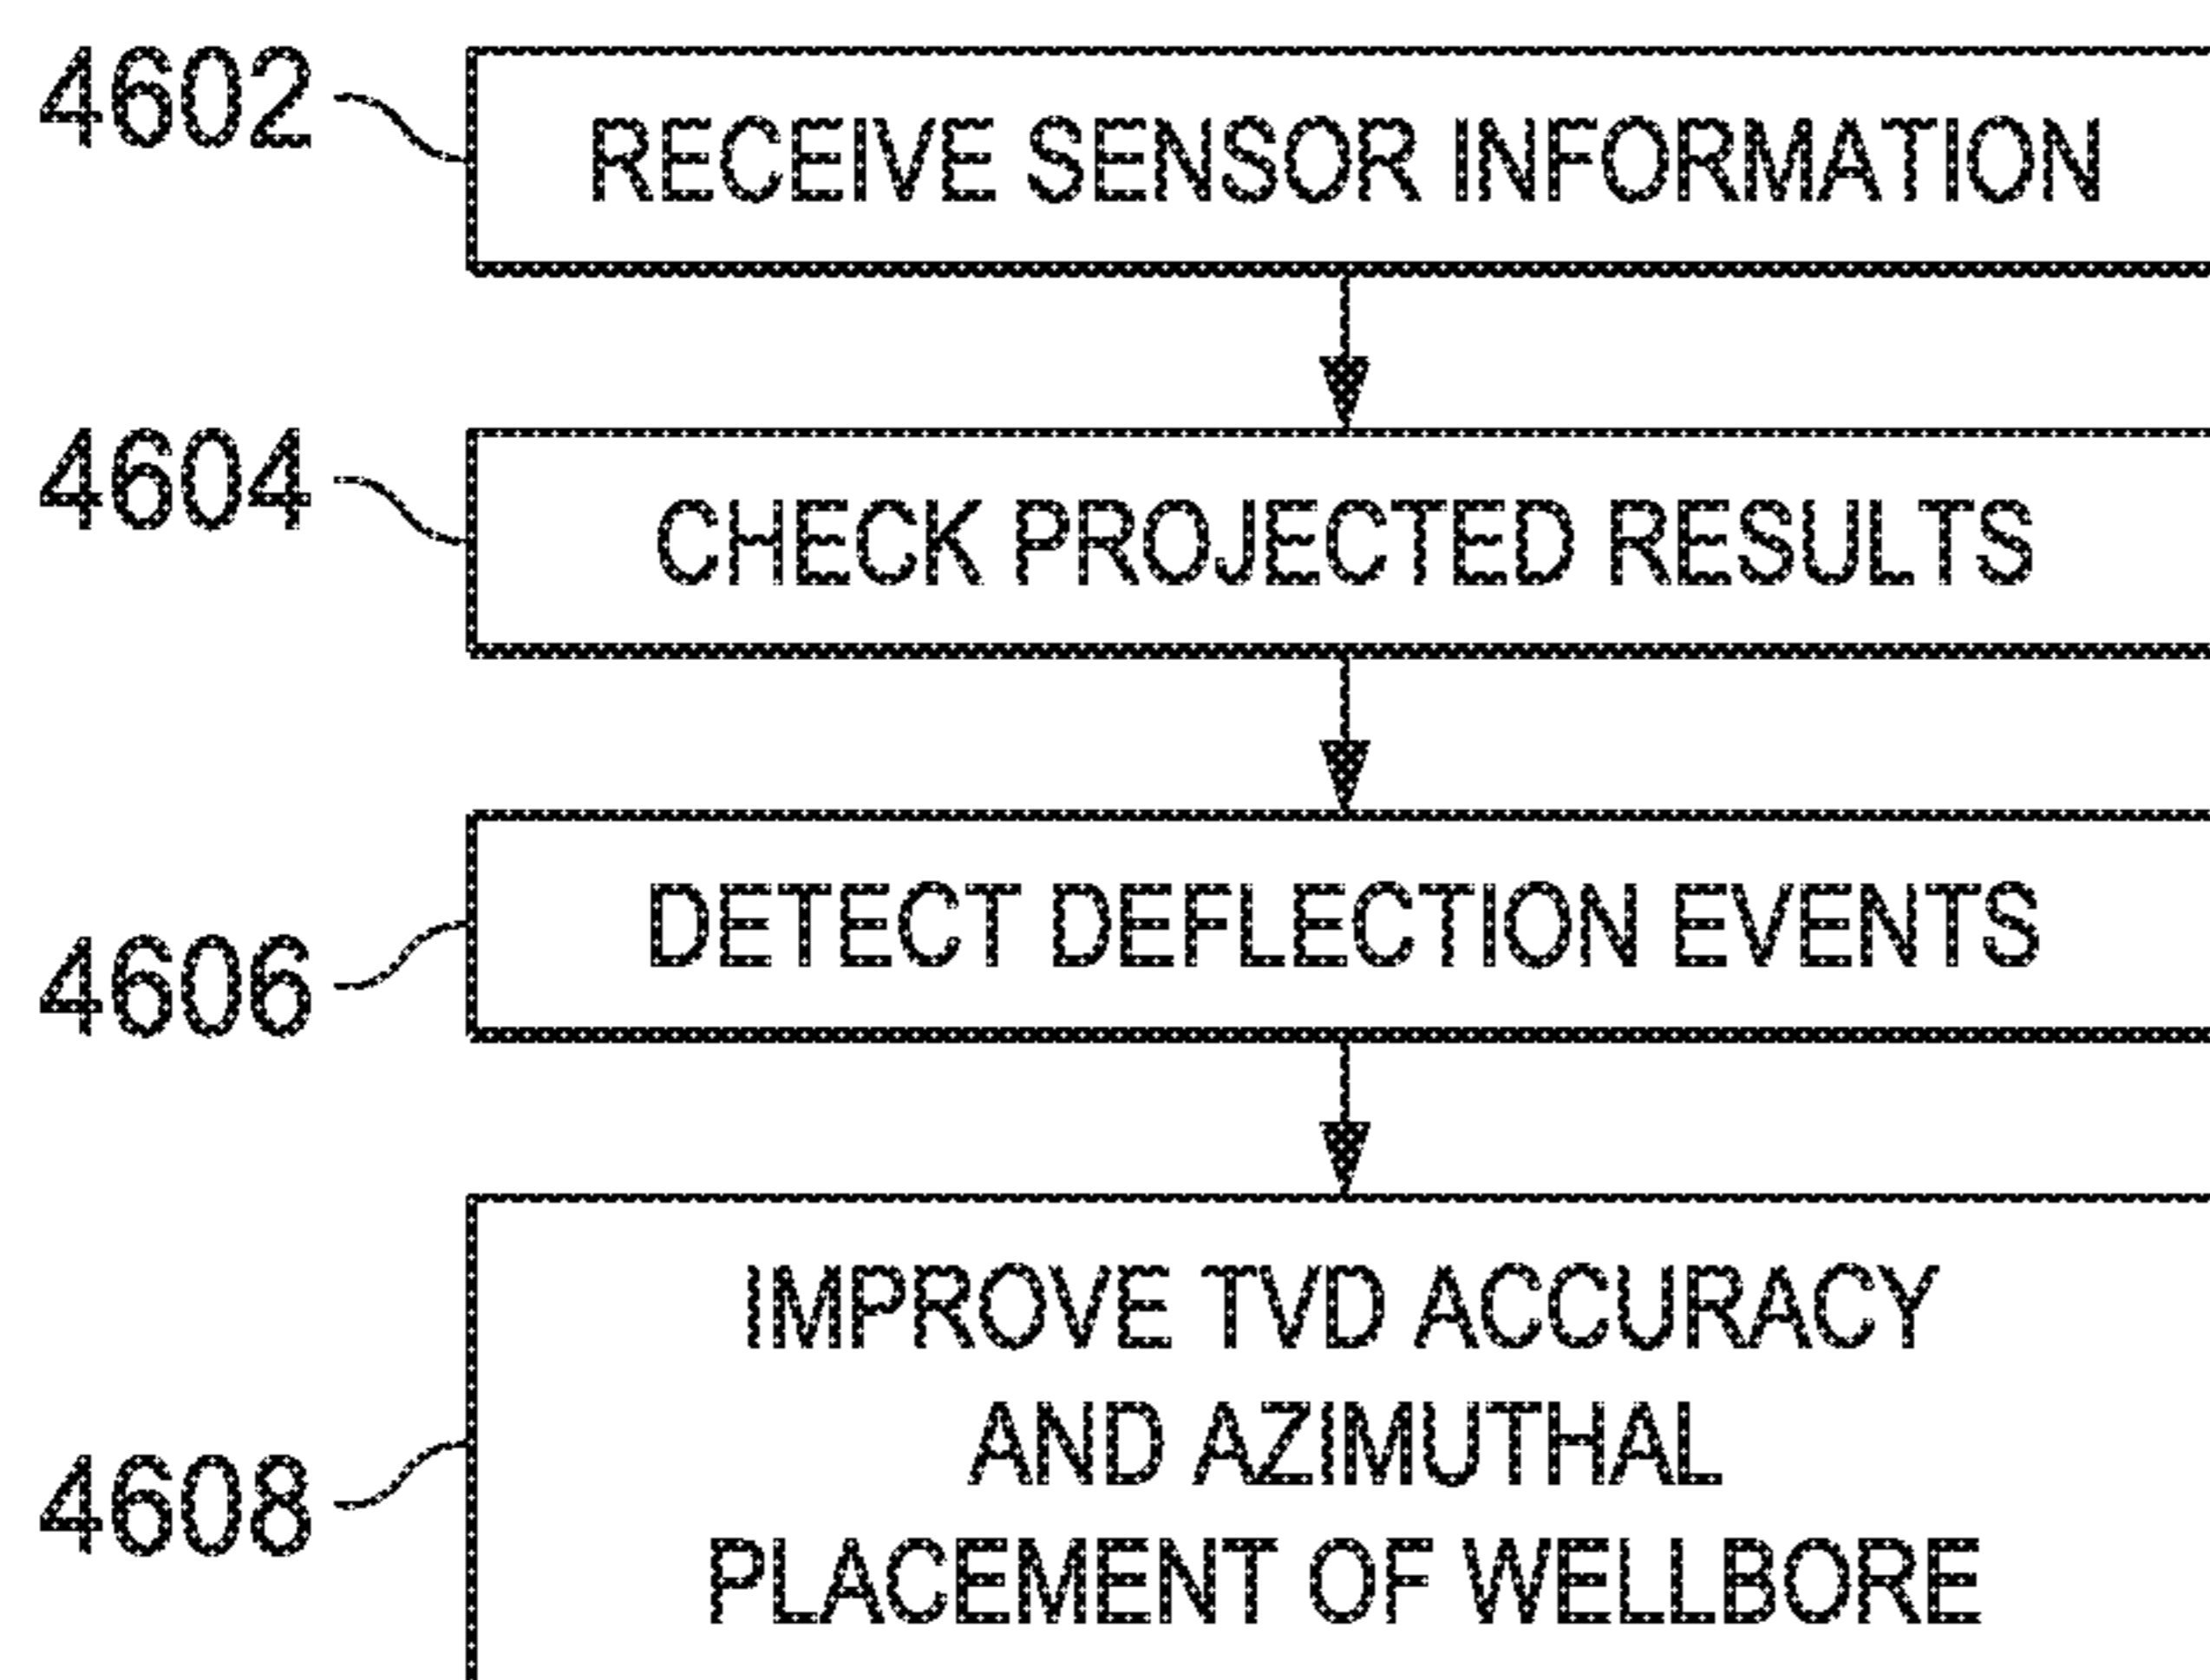 4602
RECEIVE SENSOR INFORMATION
4604
CHECK PROJECTED RESULTS
4606
DETECT DEFLECTION EVENTS
4608
IMPROVE TVD ACCURACY
AND AZIMUTHAL
PLACEMENT OF WELLBORE